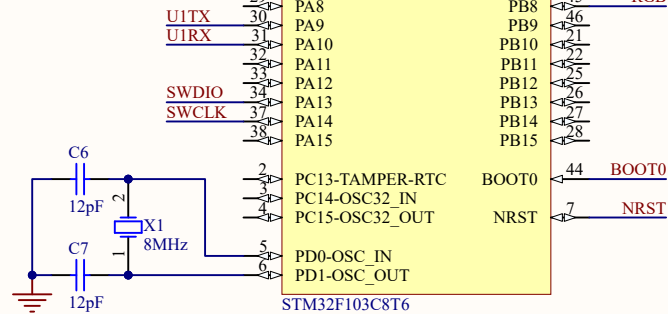 PA8 PB8
U1TX 30 PA9 PB9 46
U1RX 31 PA10 PB10 21
32 PA11 PB11 22
33 PA12 PB12 25
SWDIO 34 PA13 PB13 26
SWCLK 37 PA14 PB14 27
38 PA15 PB15 28
C6 2 PC13-TAMPER-RTC BOOT0 44 BOOT0
12pF 2 3 PC14-OSC32_IN
X1 4 PC15-OSC32_OUT NRST 7 NRST
8MHz
C7 1 5 PD0-OSC_IN
6 PD1-OSC_OUT
12pF STM32F103C8T6